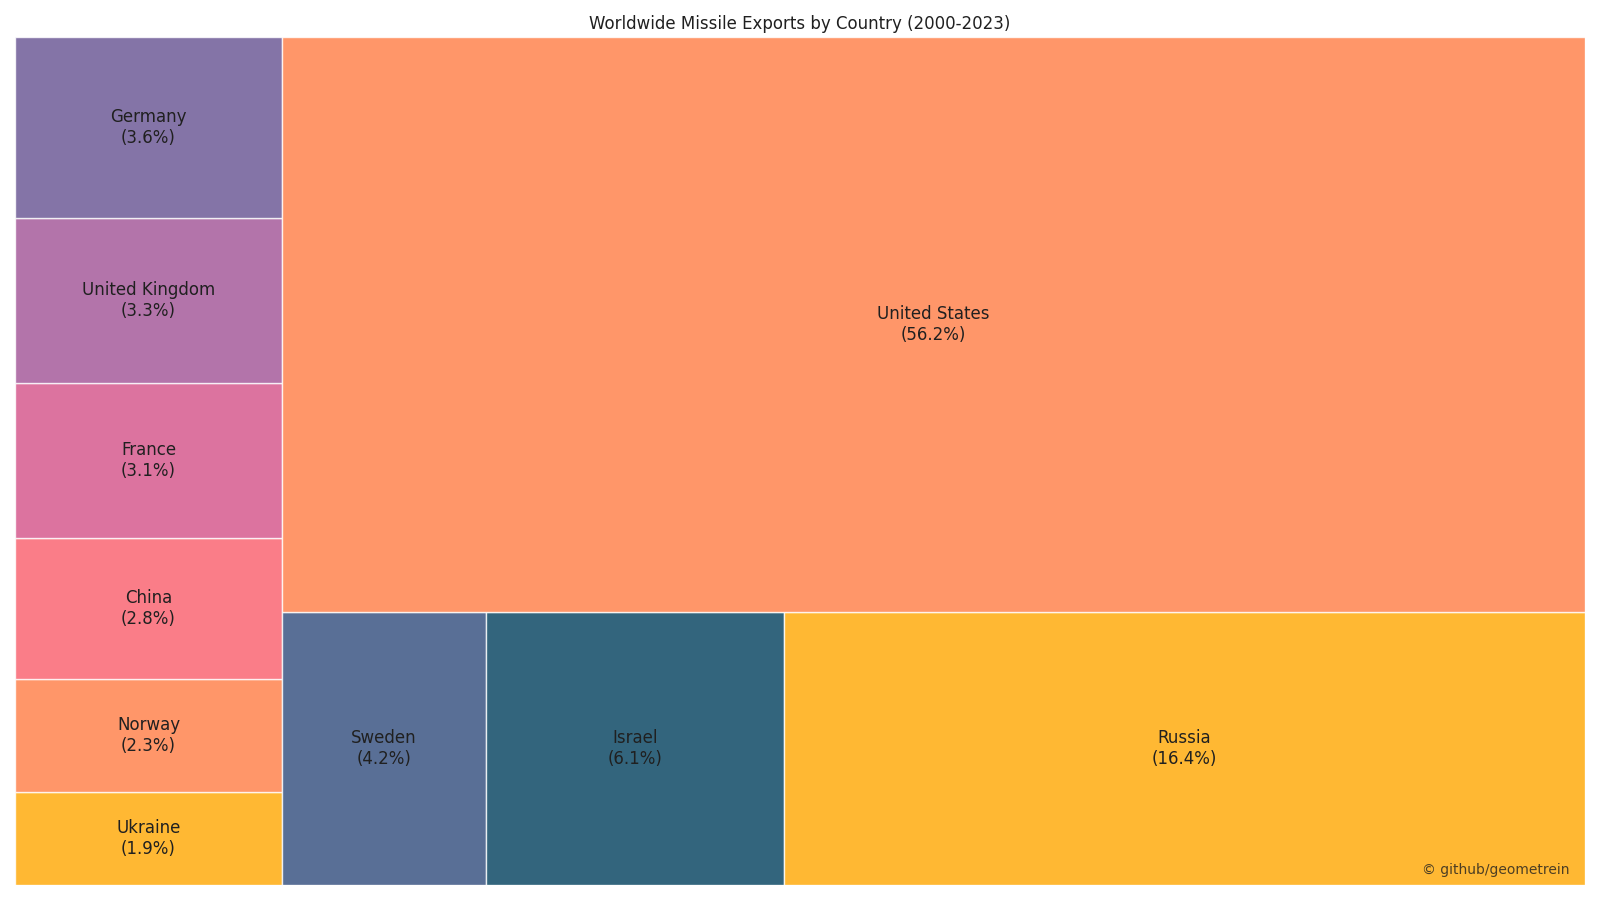 Worldwide Missile Exports by Country (2000-2023)
Germany
(3.6%)
United Kingdom
(3.3%)
France
(3.1%)
China
(2.8%)
Norway
(2.3%)
Ukraine
(1.9%)
United States
(56.2%)
Sweden
(4.2%)
Israel
(6.1%)
Russia
(16.4%)
© github/geometrein